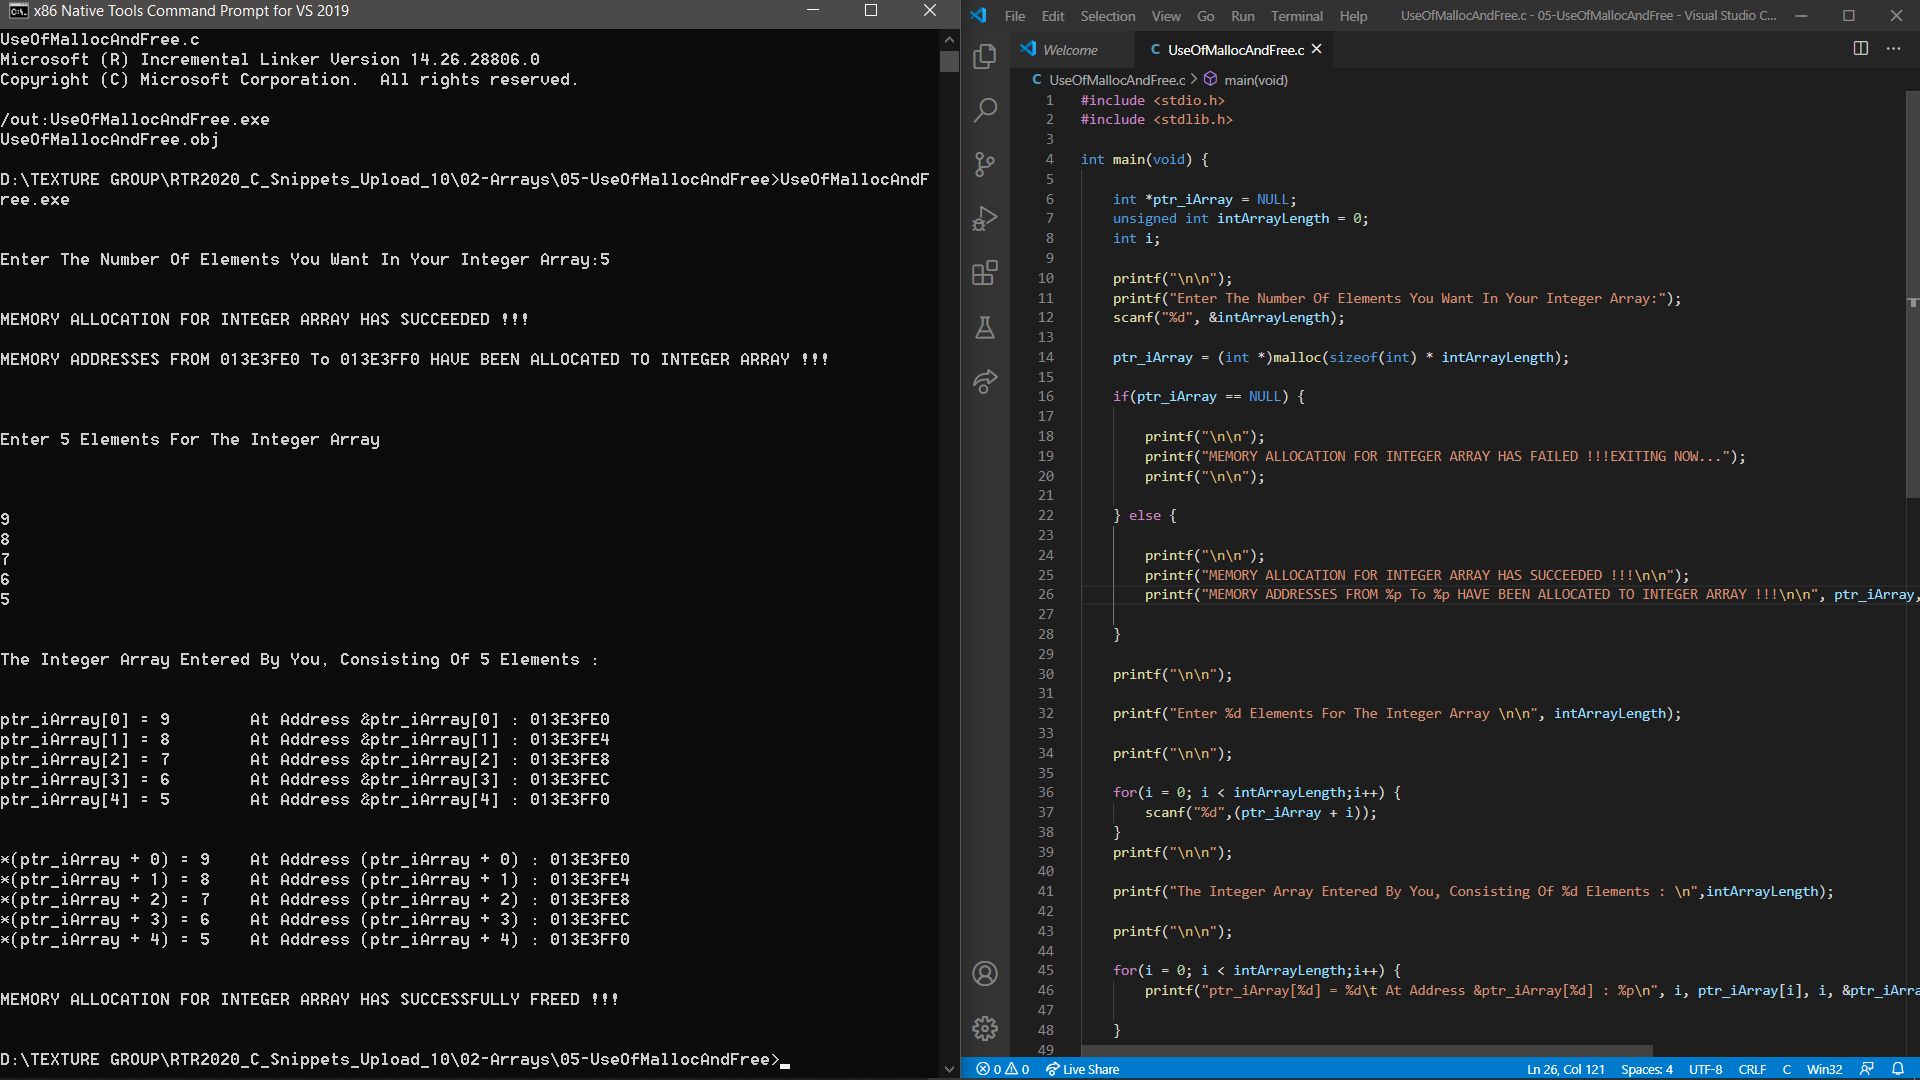 x86 Native Tools Command Prompt for VS 2019
UseOfMallocAndFree.c
Microsoft (R) Incremental Linker Version 14.26.28806.0
Copyright (C) Microsoft Corporation.  All rights reserved.
/out:UseOfMallocAndFree.exe
UseOfMallocAndFree.obj
D:\TEXTURE GROUP\RTR2020_C_Snippets_Upload_10\02-Arrays\05-UseOfMallocAndFree>UseOfMallocAndF
ree.exe
Enter The Number Of Elements You Want In Your Integer Array:5
MEMORY ALLOCATION FOR INTEGER ARRAY HAS SUCCEEDED !!!
MEMORY ADDRESSES FROM 013E3FE0 To 013E3FF0 HAVE BEEN ALLOCATED TO INTEGER ARRAY !!!
Enter 5 Elements For The Integer Array
9
8
7
6
5
The Integer Array Entered By You, Consisting Of 5 Elements :
ptr_iArray[0] = 9        At Address &ptr_iArray[0] : 013E3FE0
ptr_iArray[1] = 8        At Address &ptr_iArray[1] : 013E3FE4
ptr_iArray[2] = 7        At Address &ptr_iArray[2] : 013E3FE8
ptr_iArray[3] = 6        At Address &ptr_iArray[3] : 013E3FEC
ptr_iArray[4] = 5        At Address &ptr_iArray[4] : 013E3FF0
*(ptr_iArray + 0) = 9    At Address (ptr_iArray + 0) : 013E3FE0
*(ptr_iArray + 1) = 8    At Address (ptr_iArray + 1) : 013E3FE4
*(ptr_iArray + 2) = 7    At Address (ptr_iArray + 2) : 013E3FE8
*(ptr_iArray + 3) = 6    At Address (ptr_iArray + 3) : 013E3FEC
*(ptr_iArray + 4) = 5    At Address (ptr_iArray + 4) : 013E3FF0
MEMORY ALLOCATION FOR INTEGER ARRAY HAS SUCCESSFULLY FREED !!!
D:\TEXTURE GROUP\RTR2020_C_Snippets_Upload_10\02-Arrays\05-UseOfMallocAndFree>
File Edit Selection View Go Run Terminal Help UseOfMallocAndFree.c - 05-UseOfMallocAndFree - Visual Studio C...
Welcome C UseOfMallocAndFree.c
C UseOfMallocAndFree.c > main(void)
1 #include <stdio.h>
2 #include <stdlib.h>
3
4 int main(void) {
5
6 int *ptr_iArray = NULL;
7 unsigned int intArrayLength = 0;
8 int i;
9
10 printf("\n\n");
11 printf("Enter The Number Of Elements You Want In Your Integer Array:");
12 scanf("%d", &intArrayLength);
13
14 ptr_iArray = (int *)malloc(sizeof(int) * intArrayLength);
15
16 if(ptr_iArray == NULL) {
17
18 printf("\n\n");
19 printf("MEMORY ALLOCATION FOR INTEGER ARRAY HAS FAILED !!!EXITING NOW...");
20 printf("\n\n");
21
22 } else {
23
24 printf("\n\n");
25 printf("MEMORY ALLOCATION FOR INTEGER ARRAY HAS SUCCEEDED !!!\n\n");
26 printf("MEMORY ADDRESSES FROM %p To %p HAVE BEEN ALLOCATED TO INTEGER ARRAY !!!\n\n", ptr_iArray,
27
28 }
29
30 printf("\n\n");
31
32 printf("Enter %d Elements For The Integer Array \n\n", intArrayLength);
33
34 printf("\n\n");
35
36 for(i = 0; i < intArrayLength;i++) {
37 scanf("%d",(ptr_iArray + i));
38 }
39 printf("\n\n");
40
41 printf("The Integer Array Entered By You, Consisting Of %d Elements : \n",intArrayLength);
42
43 printf("\n\n");
44
45 for(i = 0; i < intArrayLength;i++) {
46 printf("ptr_iArray[%d] = %d\t At Address &ptr_iArray[%d] : %p\n", i, ptr_iArray[i], i, &ptr_iArra
47
48 }
49
0 0 Live Share Ln 26, Col 121 Spaces: 4 UTF-8 CRLF C Win32